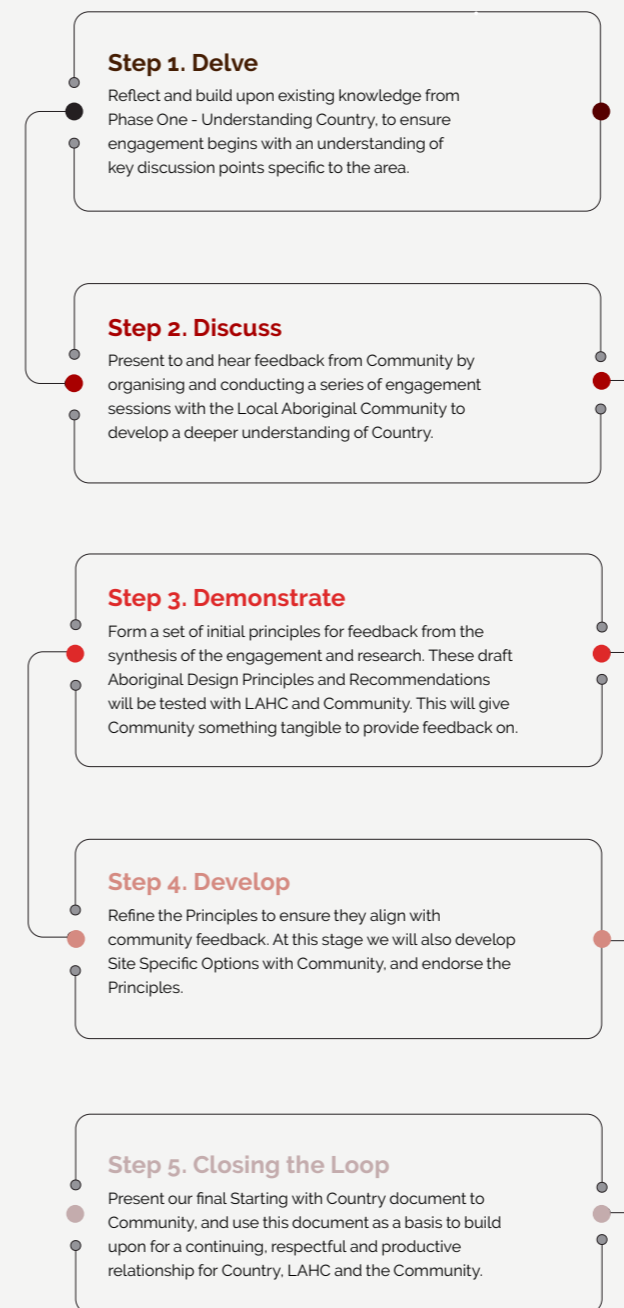 Step 1. Delve
Reflect and build upon existing knowledge from
Phase One - Understanding Country, to ensure
engagement begins with an understanding of
key discussion points specific to the area.
Step 2. Discuss
Present to and hear feedback from Community by
organising and conducting a series of engagement
sessions with the Local Aboriginal Community to
develop a deeper understanding of Country.
Step 3. Demonstrate
Form a set of initial principles for feedback from the
synthesis of the engagement and research. These draft
Aboriginal Design Principles and Recommendations
will be tested with LAHC and Community. This will give
Community something tangible to provide feedback on.
Step 4. Develop
Refine the Principles to ensure they align with
community feedback. At this stage we will also develop
Site Specific Options with Community, and endorse the
Principles.
Step 5. Closing the Loop
Present our final Starting with Country document to
Community, and use this document as a basis to build
upon for a continuing, respectful and productive
relationship for Country, LAHC and the Community.